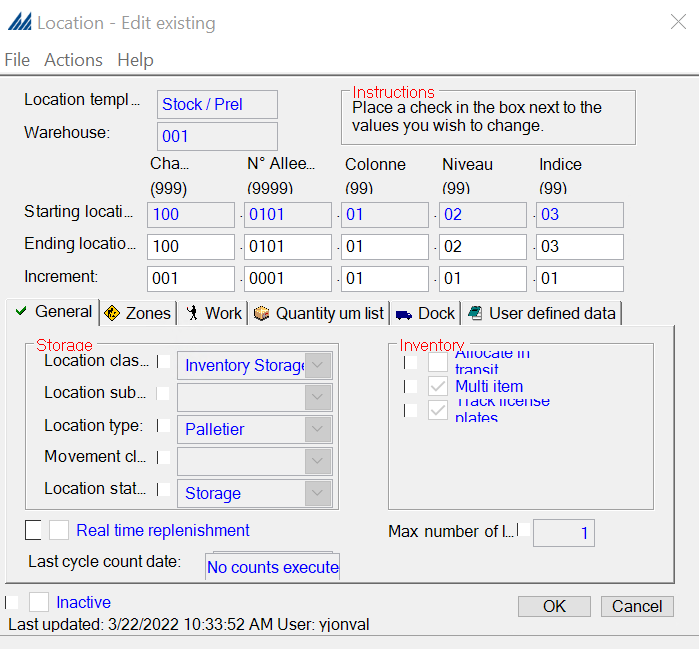 Location - Edit existing
File Actions Help
Location templ... Stock / Prel
Instructions
Place a check in the box next to the
values you wish to change.
Warehouse: 001
Cha... N° Allee... Colonne Niveau Indice
(999) (9999) (99) (99) (99)
Starting locati... 100 . 0101 . 01 . 02 . 03
Ending locatio... 100 . 0101 . 01 . 02 . 03
Increment: 001 . 0001 . 01 . 01 . 01
General Zones Work Quantity um list Dock User defined data
Storage
Location clas... Inventory Storage
Location sub...
Location type: Palletier
Movement cl...
Location stat... Storage
Inventory
Allocate in
transit
Multi item
Track license
plates
Real time replenishment
Max number of l... 1
Last cycle count date: No counts execute
Inactive
OK Cancel
Last updated: 3/22/2022 10:33:52 AM User: yjonval